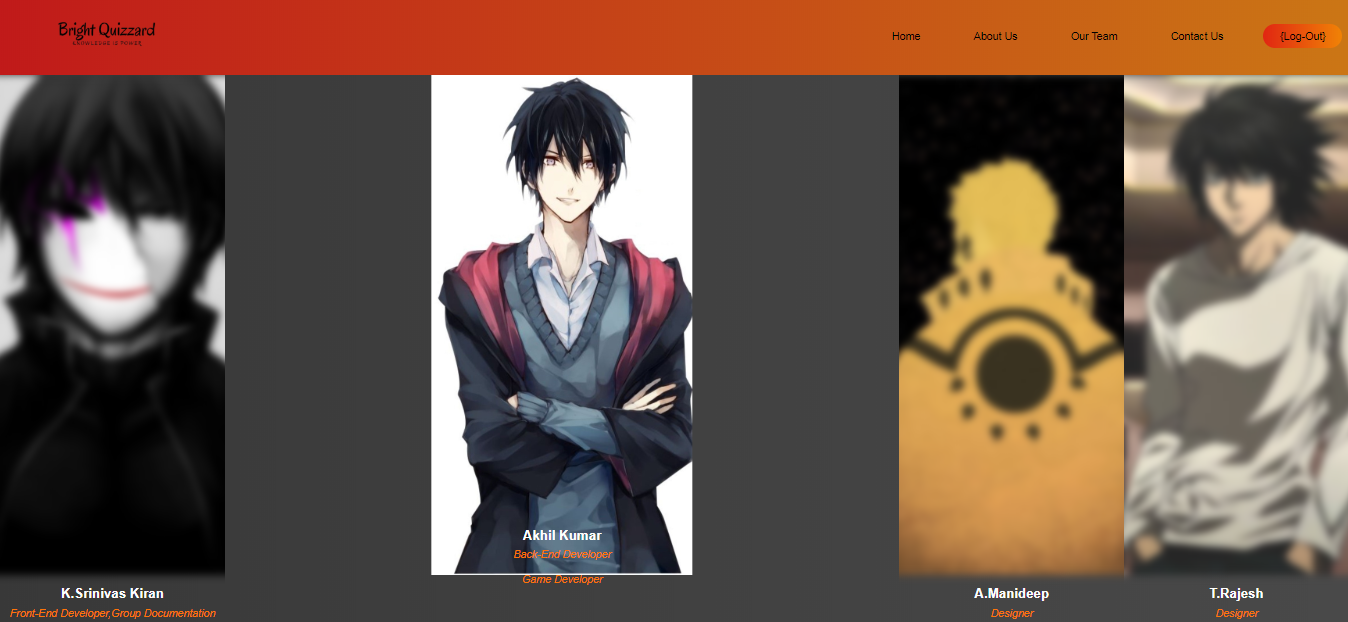 Bright Quizzard
KNOWLEDGE IS POWER
Home
About Us
Our Team
Contact Us
{Log-Out}
K.Srinivas Kiran
Front-End Developer,Group Documentation
Akhil Kumar
Back-End Developer
Game Developer
A.Manideep
Designer
T.Rajesh
Designer